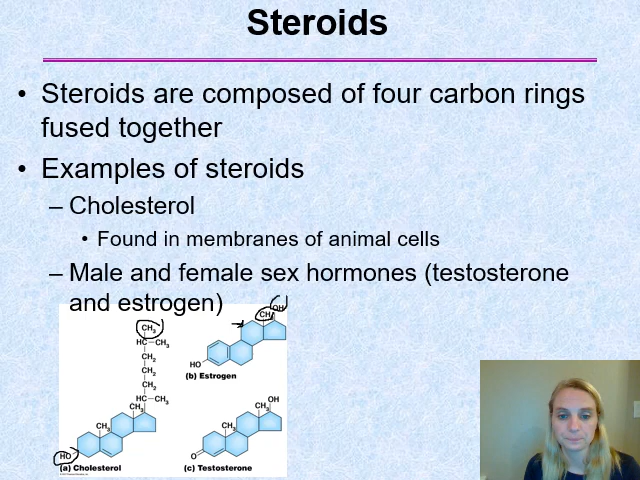 Steroids
• Steroids are composed of four carbon rings
fused together
• Examples of steroids
– Cholesterol
• Found in membranes of animal cells
– Male and female sex hormones (testosterone
and estrogen)
OH
CH₃
CH₃
HC–CH₃
CH₂
CH₂
CH₂
HC–CH₃
CH₃
CH₃
HO
(a) Cholesterol
HO
(b) Estrogen
OH
CH₃
CH₃
O
(c) Testosterone